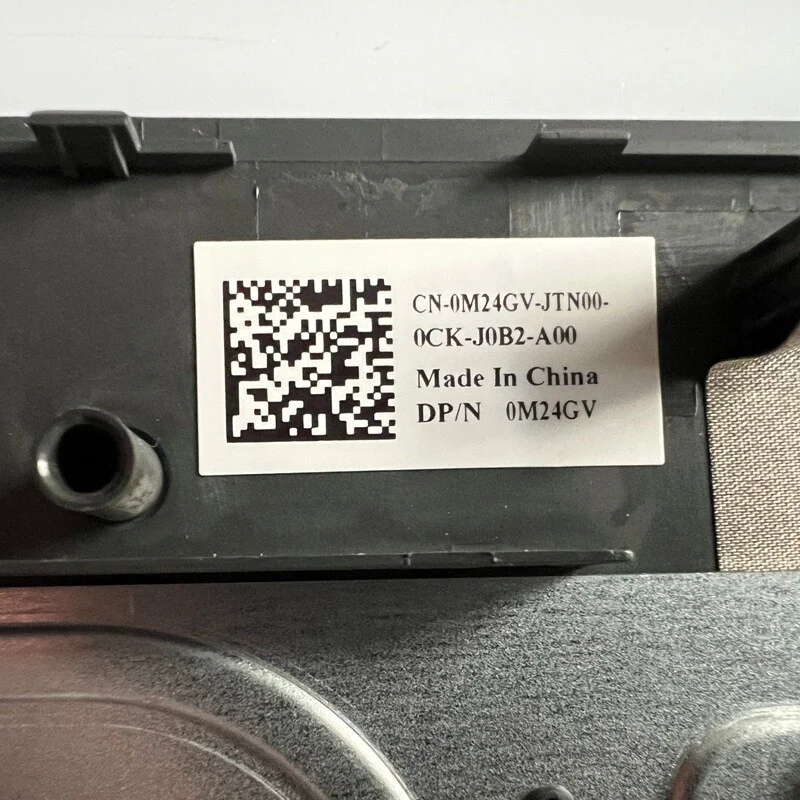 CN-0M24GV-JTN00-
0CK-J0B2-A00
Made In China
DP/N 0M24GV